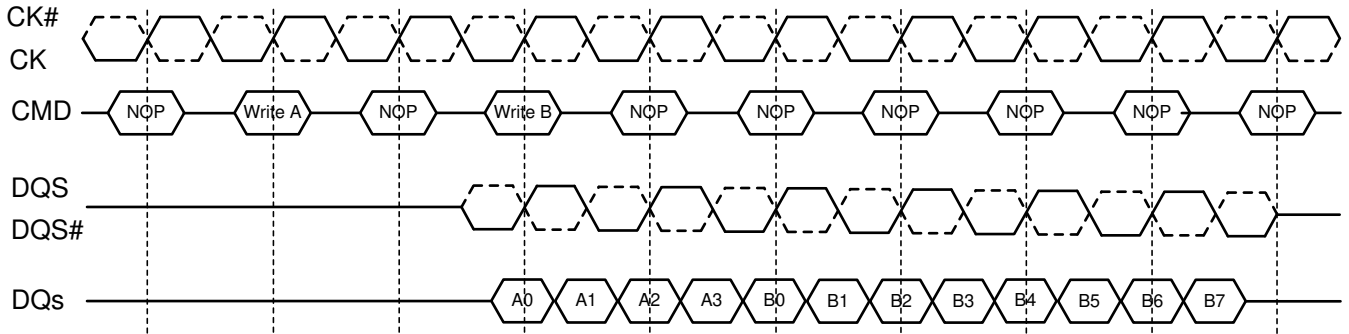 CK#
CK
CMD NOP Write A NOP Write B NOP NOP NOP NOP NOP NOP
DQS
DQS#
DQs A0 A1 A2 A3 B0 B1 B2 B3 B4 B5 B6 B7